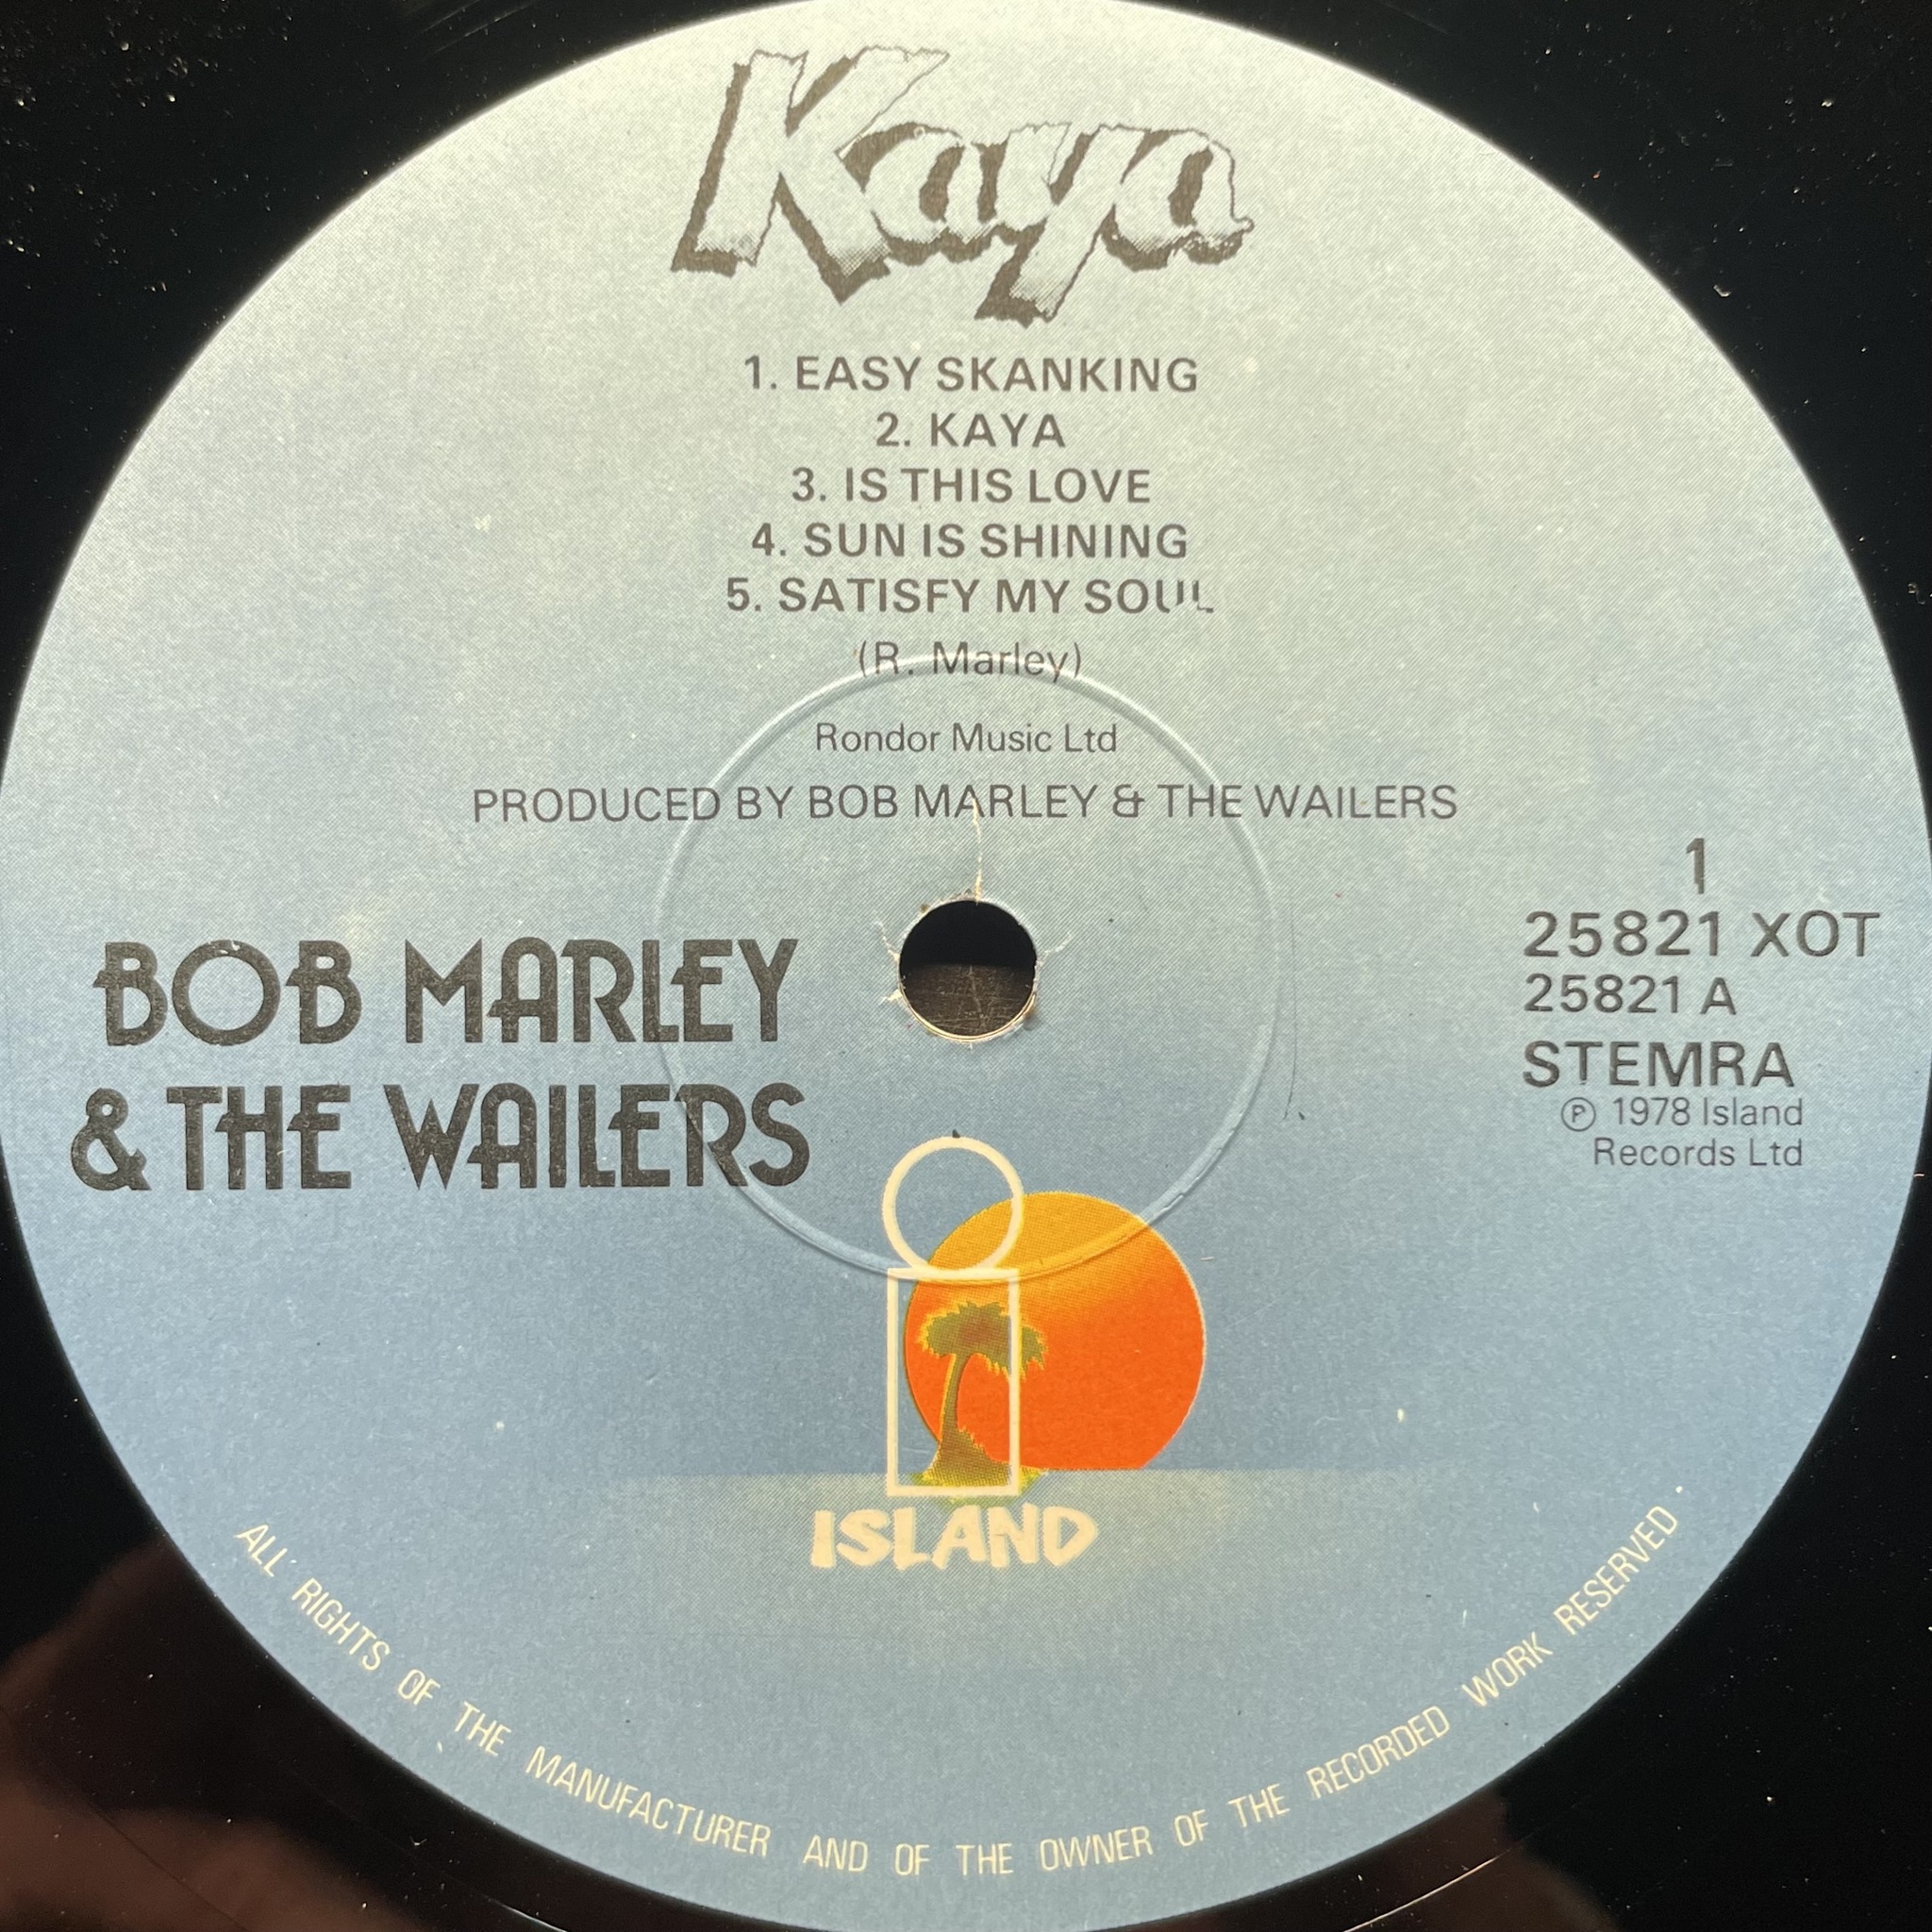 Kaya
1. EASY SKANKING
2. KAYA
3. IS THIS LOVE
4. SUN IS SHINING
5. SATISFY MY SOUL
(R. Marley)
Rondor Music Ltd
PRODUCED BY BOB MARLEY & THE WAILERS
BOB MARLEY
& THE WAILERS
1
25821 XOT
25821 A
STEMRA
℗ 1978 Island
Records Ltd
ISLAND
ALL RIGHTS OF THE MANUFACTURER AND OF THE OWNER OF THE RECORDED WORK RESERVED ·